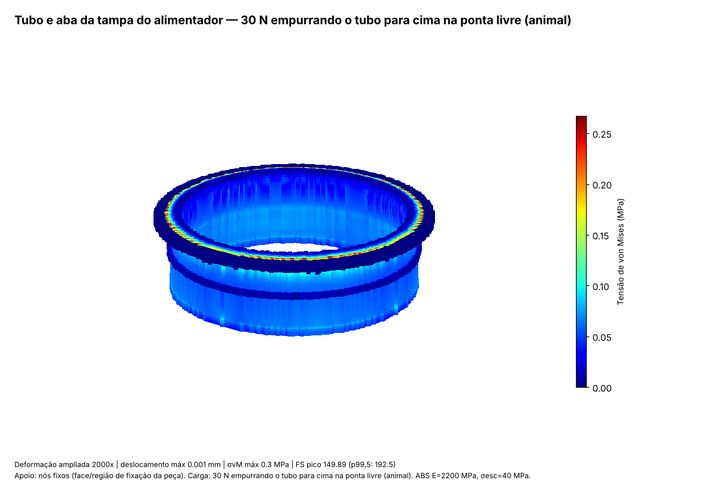 Tubo e aba da tampa do alimentador — 30 N empurrando o tubo para cima na ponta livre (animal)
0.25
0.20
0.15
0.10
0.05
0.00
Tensão de von Mises (MPa)
Deformação ampliada 2000x | deslocamento máx 0.001 mm | σvM máx 0.3 MPa | FS pico 149.89 (p99,5: 192.5)
Apoio: nós fixos (face/região de fixação da peça). Carga: 30 N empurrando o tubo para cima na ponta livre (animal). ABS E=2200 MPa, σesc=40 MPa.